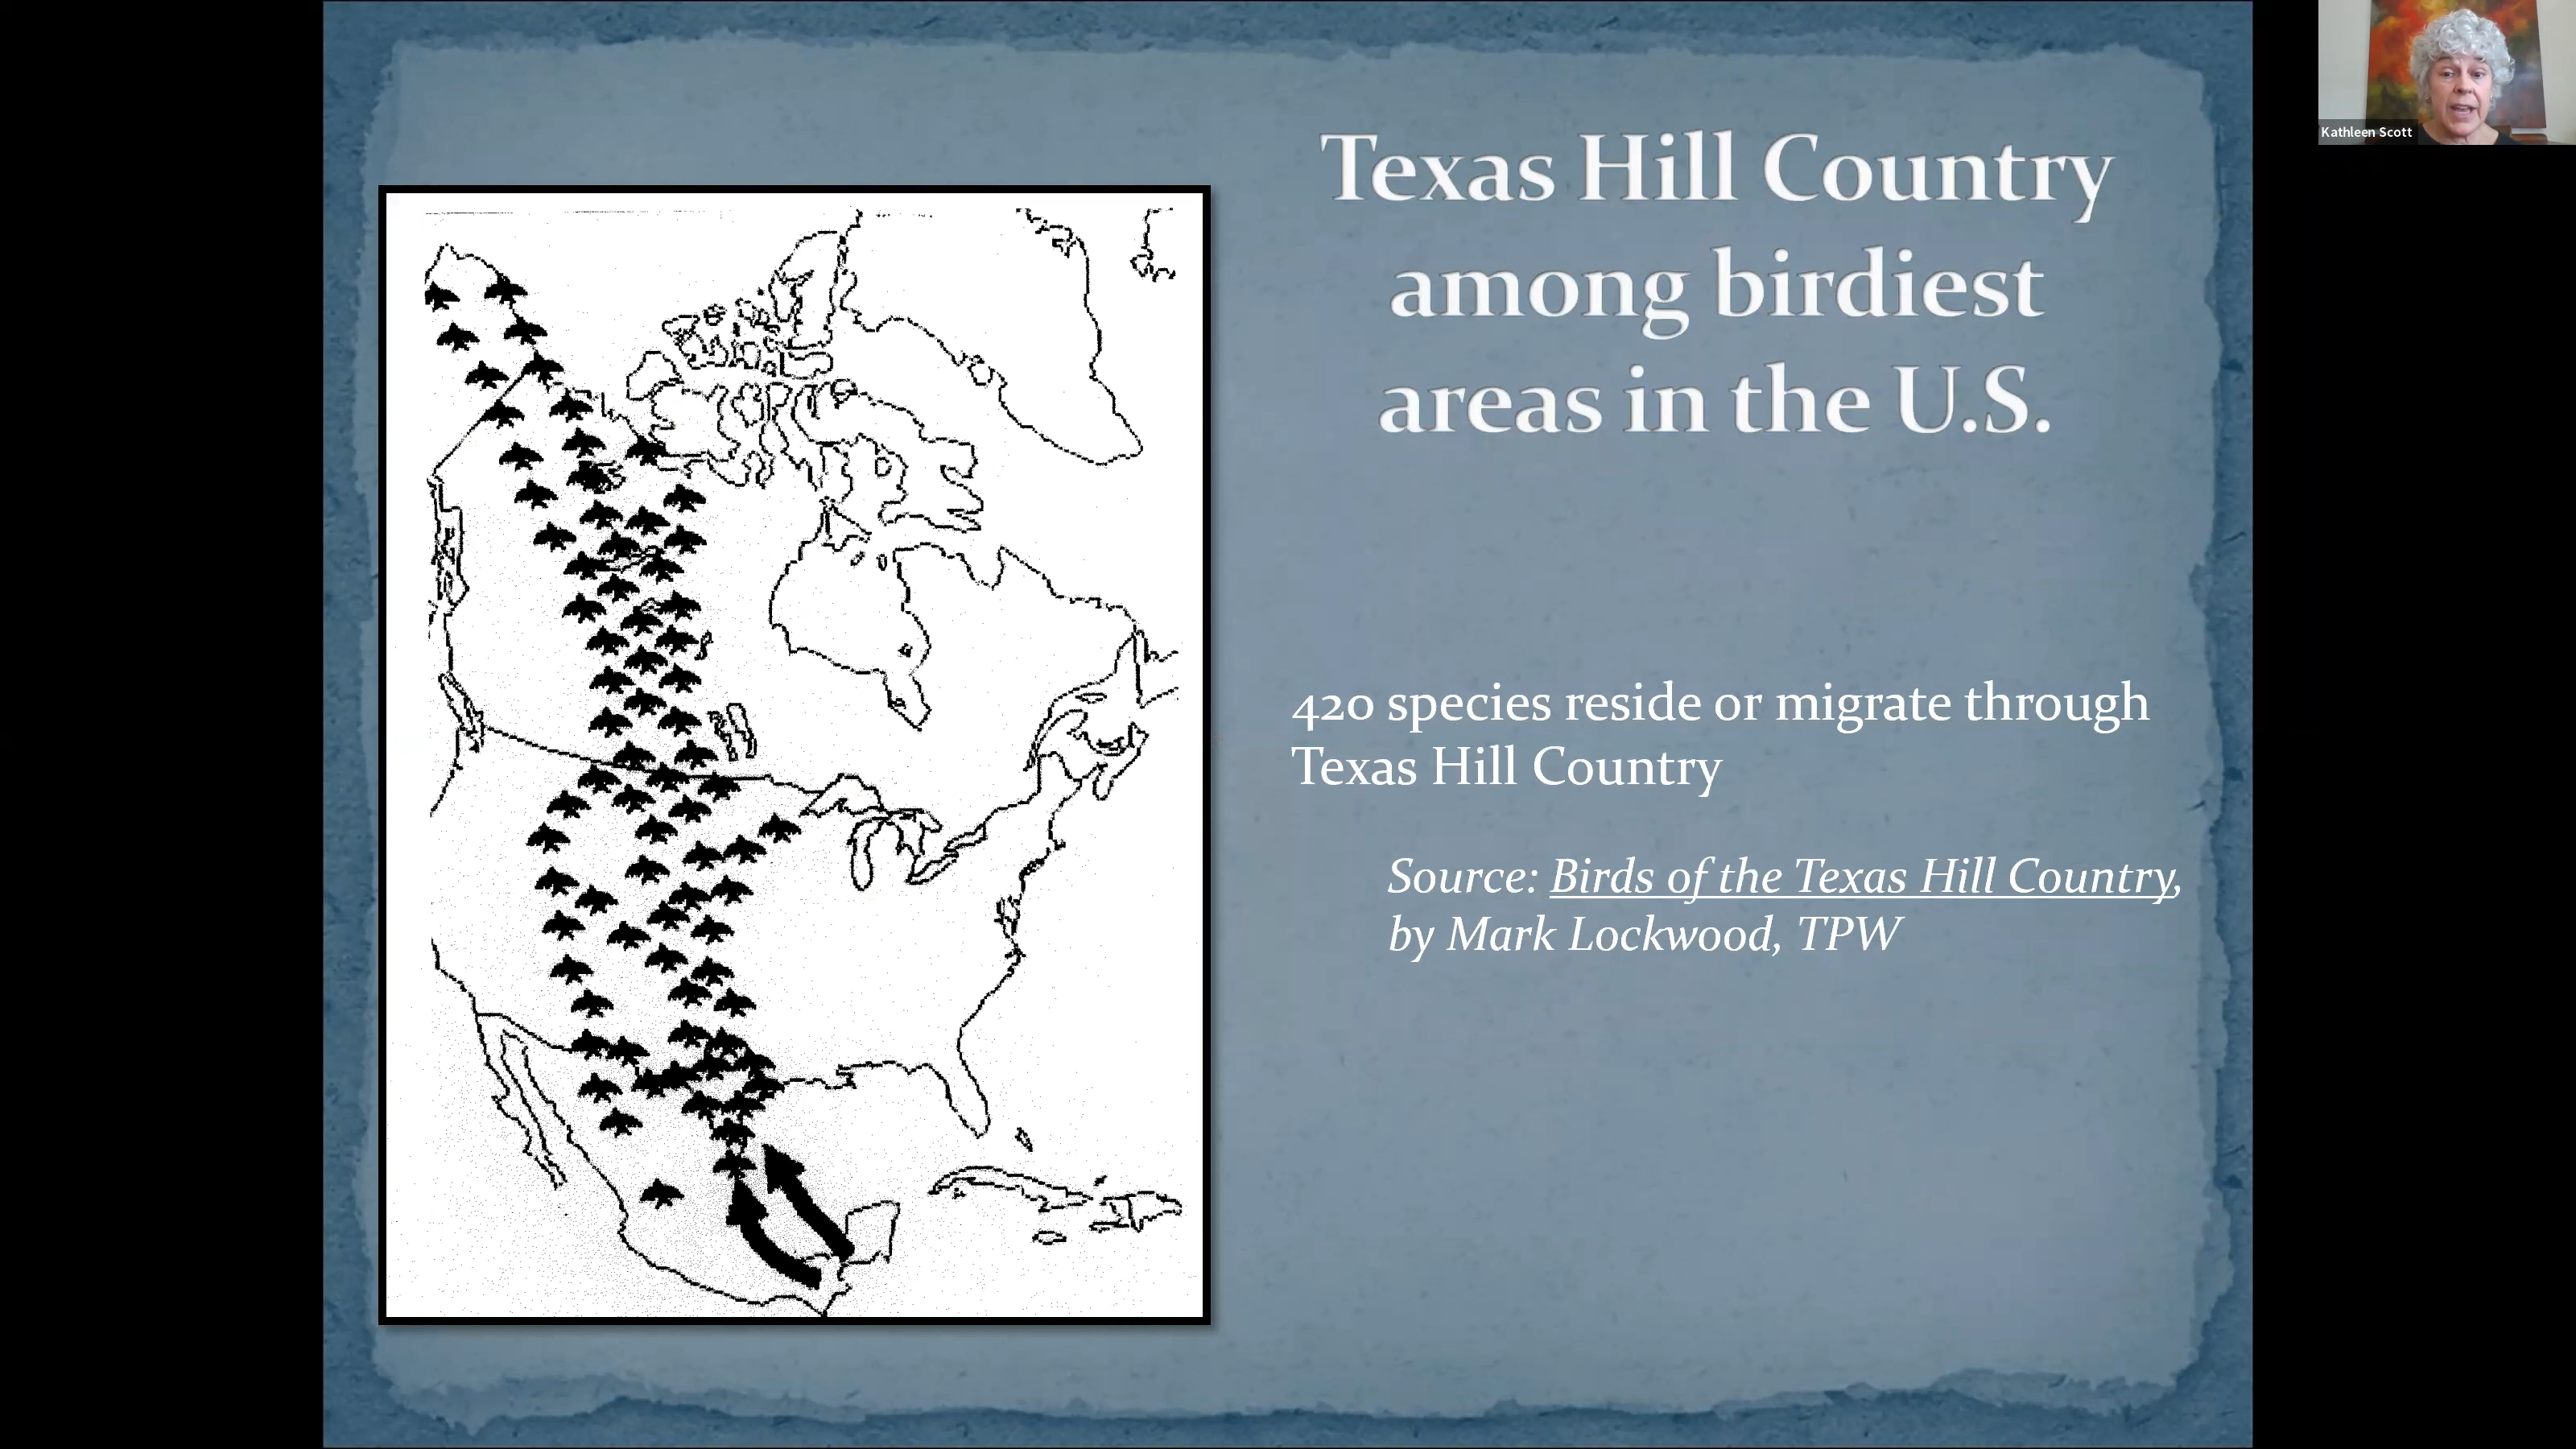 Texas Hill Country
among birdiest
areas in the U.S.
420 species reside or migrate through
Texas Hill Country
Source: Birds of the Texas Hill Country,
by Mark Lockwood, TPW
Kathleen Scott